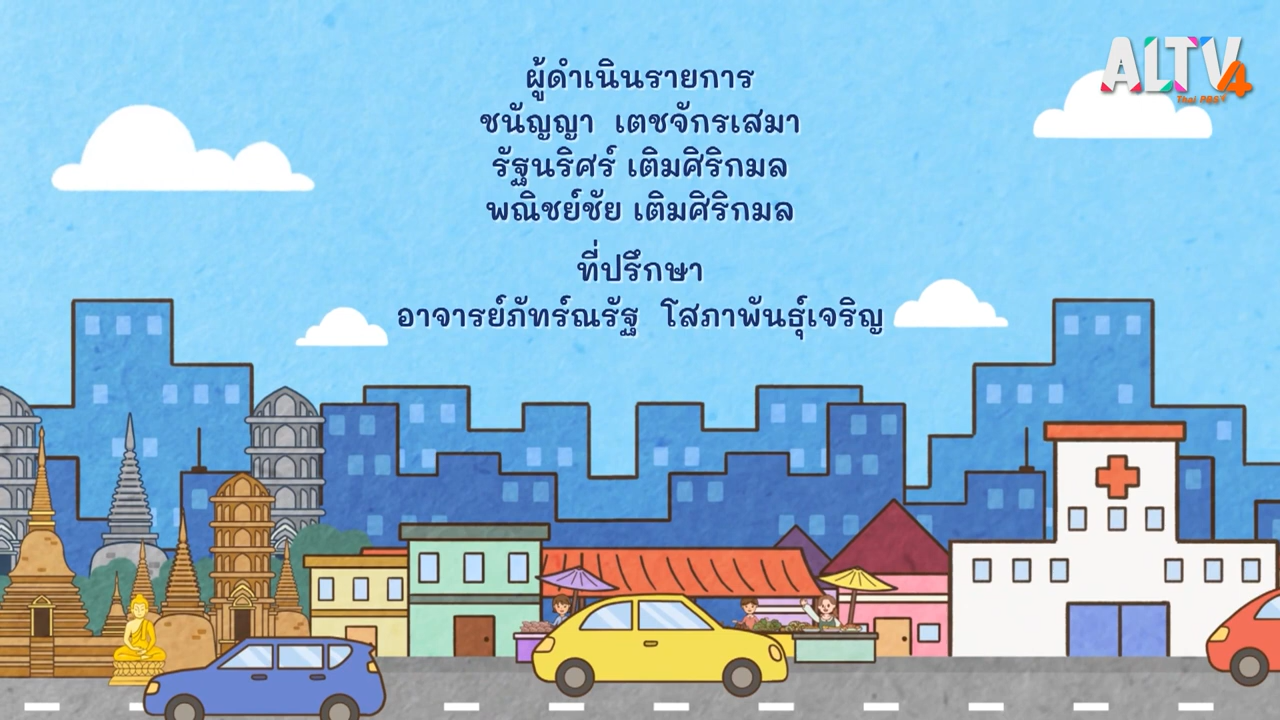 ผู้ดำเนินรายการ
ชนัญญา เตชจักรเสมา
รัฐนริศร์ เติมศิริกมล
พณิชย์ชัย เติมศิริกมล
ที่ปรึกษา
อาจารย์ภัทร์ณรัฐ โสภาพันธุ์เจริญ
ALTV4
Thai PBS